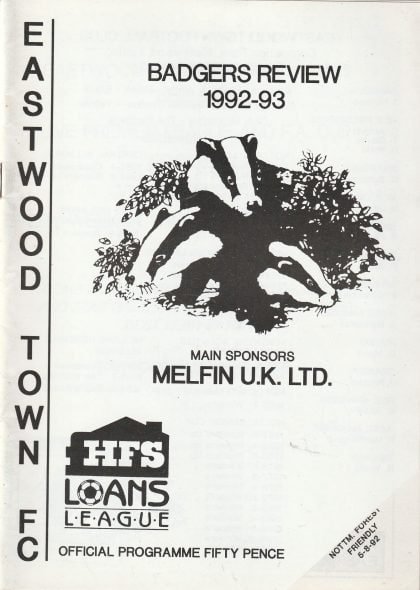 EASTWOOD TOWN FC
BADGERS REVIEW
1992-93
MAIN SPONSORS
MELFIN U.K. LTD.
HFS
LOANS
L·E·A·G·U·E
OFFICIAL PROGRAMME FIFTY PENCE
NOTTM. FOREST
FRIENDLY
5-8-92